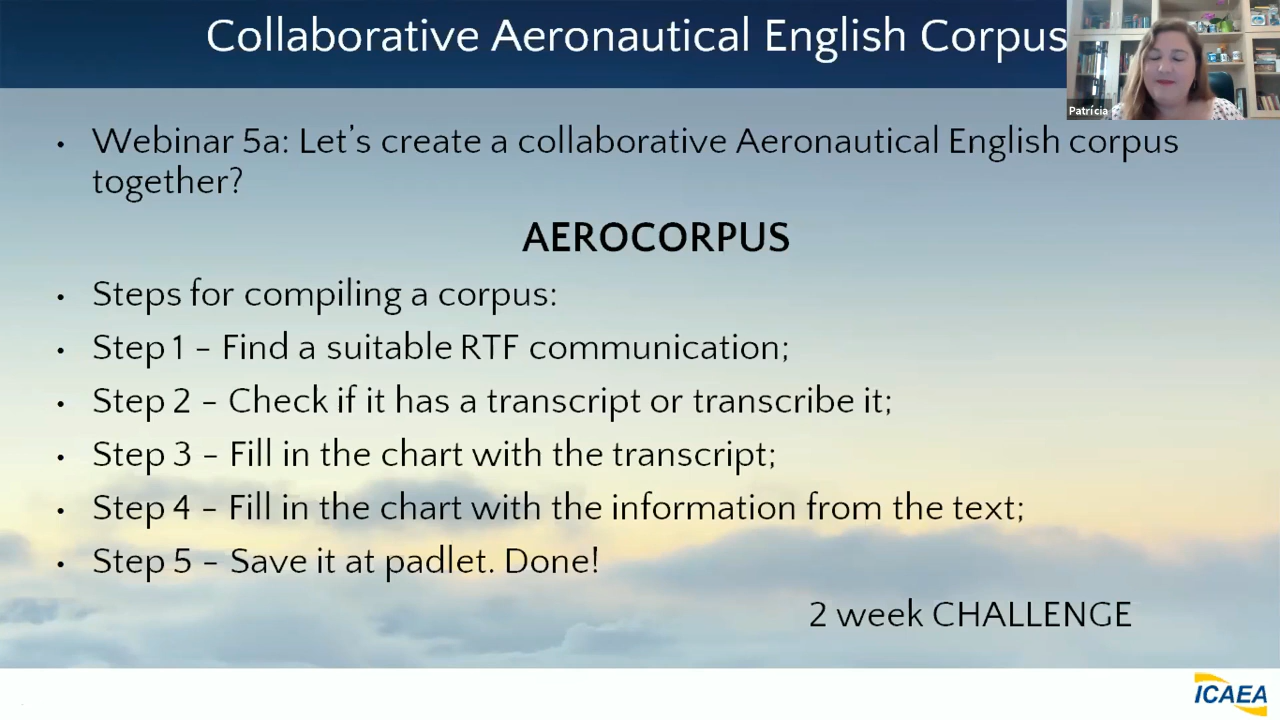 Collaborative Aeronautical English Corpus
Patrícia
• Webinar 5a: Let's create a collaborative Aeronautical English corpus
together?
AEROCORPUS
• Steps for compiling a corpus:
• Step 1 – Find a suitable RTF communication;
• Step 2 – Check if it has a transcript or transcribe it;
• Step 3 – Fill in the chart with the transcript;
• Step 4 – Fill in the chart with the information from the text;
• Step 5 – Save it at padlet. Done!
2 week CHALLENGE
ICAEA